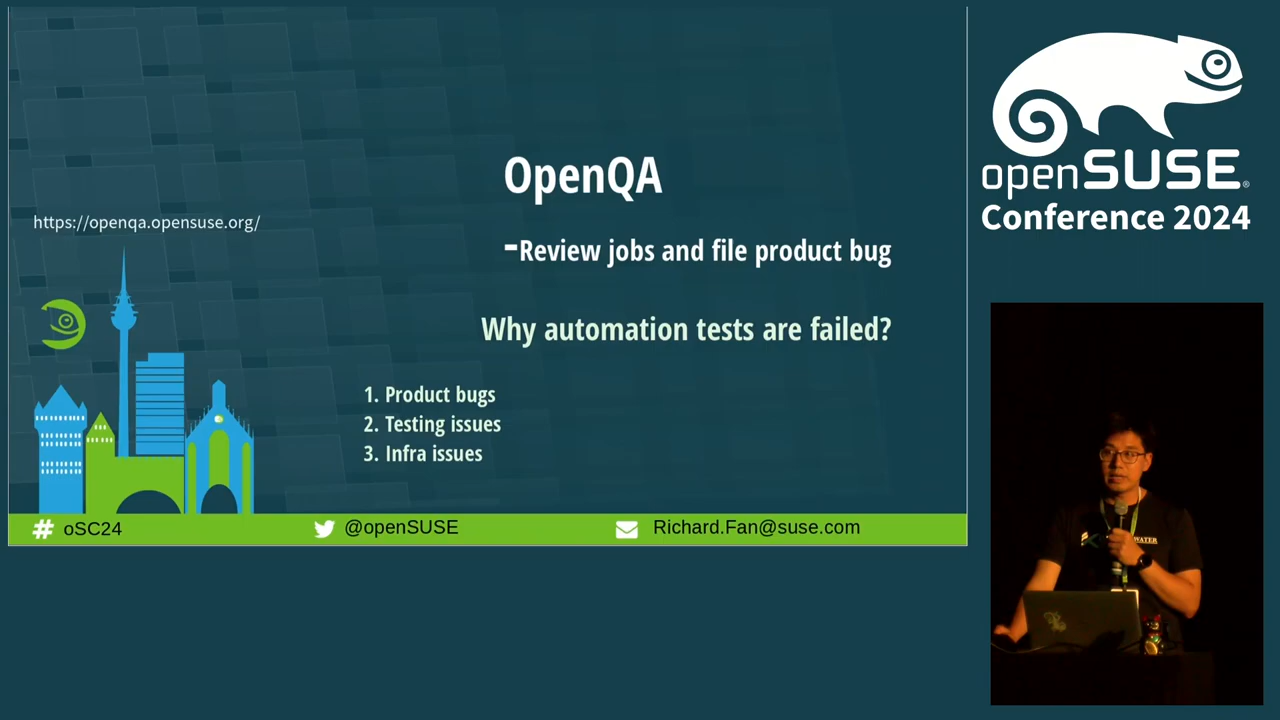 OpenQA
https://openqa.opensuse.org/
-Review jobs and file product bug
Why automation tests are failed?
1. Product bugs
2. Testing issues
3. Infra issues
# oSC24
@openSUSE
Richard.Fan@suse.com
openSUSE®
Conference 2024
WATER